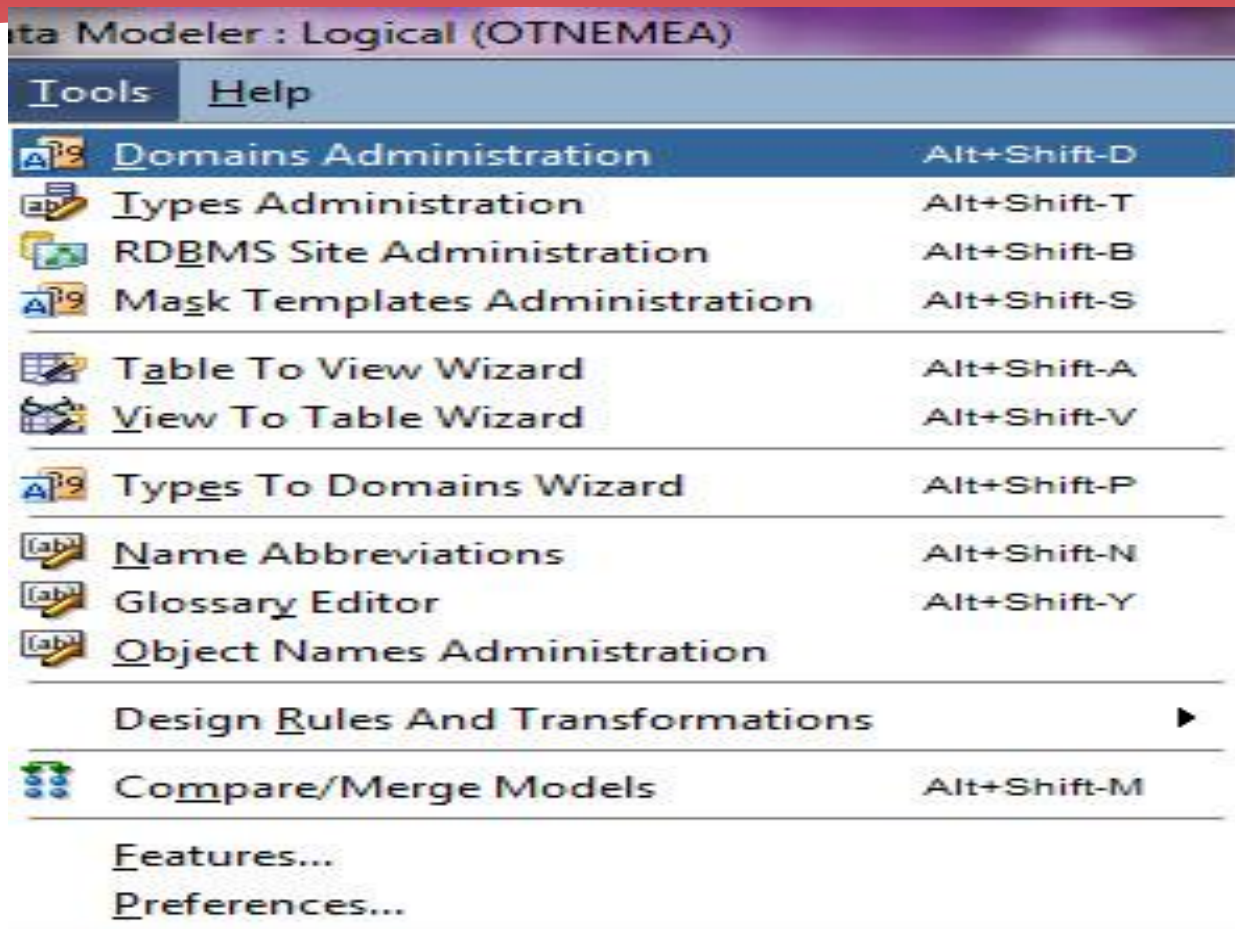 ta Modeler : Logical (OTNEMEA)
Tools Help
Domains Administration Alt+Shift-D
Types Administration Alt+Shift-T
RDBMS Site Administration Alt+Shift-B
Mask Templates Administration Alt+Shift-S
Table To View Wizard Alt+Shift-A
View To Table Wizard Alt+Shift-V
Types To Domains Wizard Alt+Shift-P
Name Abbreviations Alt+Shift-N
Glossary Editor Alt+Shift-Y
Object Names Administration
Design Rules And Transformations
Compare/Merge Models Alt+Shift-M
Features...
Preferences...